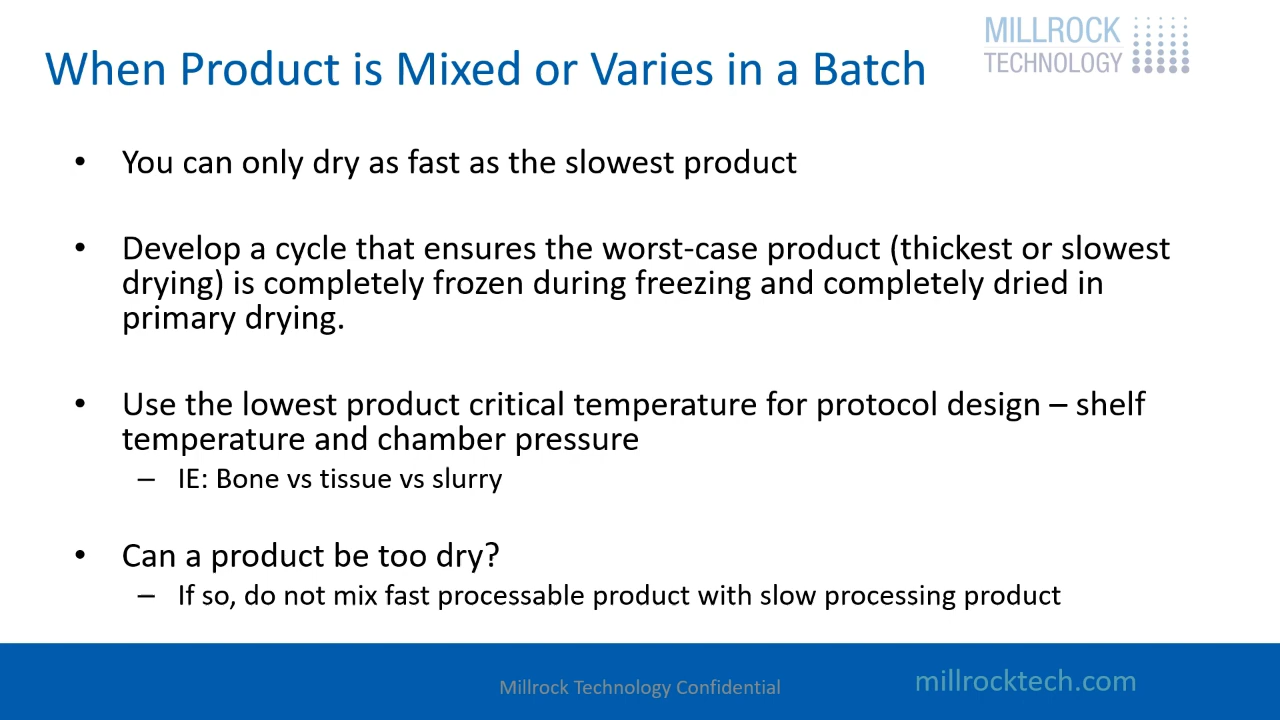 When Product is Mixed or Varies in a Batch
MILLROCK
TECHNOLOGY
• You can only dry as fast as the slowest product
• Develop a cycle that ensures the worst-case product (thickest or slowest
drying) is completely frozen during freezing and completely dried in
primary drying.
• Use the lowest product critical temperature for protocol design – shelf
temperature and chamber pressure
– IE: Bone vs tissue vs slurry
• Can a product be too dry?
– If so, do not mix fast processable product with slow processing product
Millrock Technology Confidential
millrocktech.com